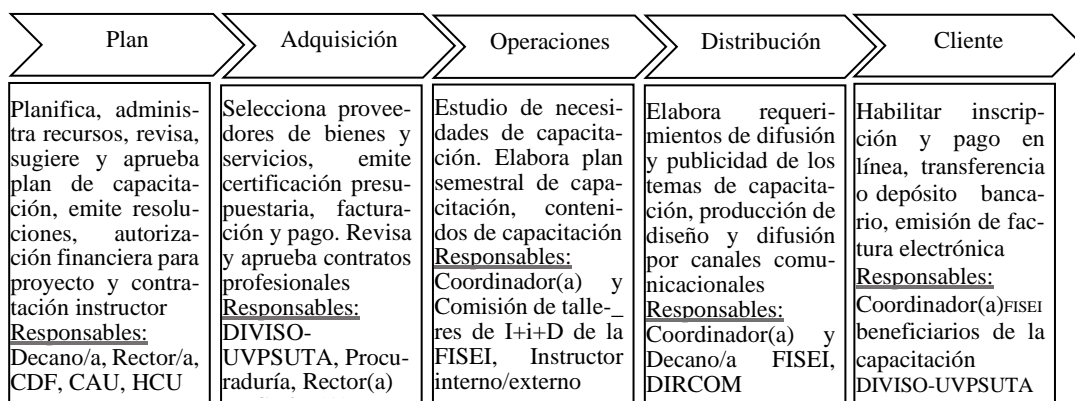 Plan
Adquisición
Operaciones
Distribución
Cliente
Planifica, adminis-
tra recursos, revisa,
sugiere y aprueba
plan de capacita-
ción, emite resolu-
ciones, autoriza-
ción financiera para
proyecto y contra-
tación instructor
Responsables:
Decano/a, Rector/a,
CDF, CAU, HCU
Selecciona provee-
dores de bienes y
servicios, emite
certificación presu-
puestaria, factura-
ción y pago. Revisa
y aprueba contratos
profesionales
Responsables:
DIVISO-
UVPSUTA, Procu-
raduría, Rector(a)
Estudio de necesi-
dades de capacita-
ción. Elabora plan
semestral de capa-
citación, conteni-
dos de capacitación
Responsables:
Coordinador(a) y
Comisión de talle-_
res de I+i+D de la
FISEI, Instructor
interno/externo
Elabora requeri-
mientos de difusión
y publicidad de los
temas de capacita-
ción, producción de
diseño y difusión
por canales comu-
nicacionales
Responsables:
Coordinador(a) y
Decano/a FISEI,
DIRCOM
Habilitar inscrip-
ción y pago en
línea, transferencia
o depósito banca-
rio, emisión de fac-
tura electrónica
Responsables:
Coordinador(a)FISEI
beneficiarios de la
capacitación
DIVISO-UVPSUTA